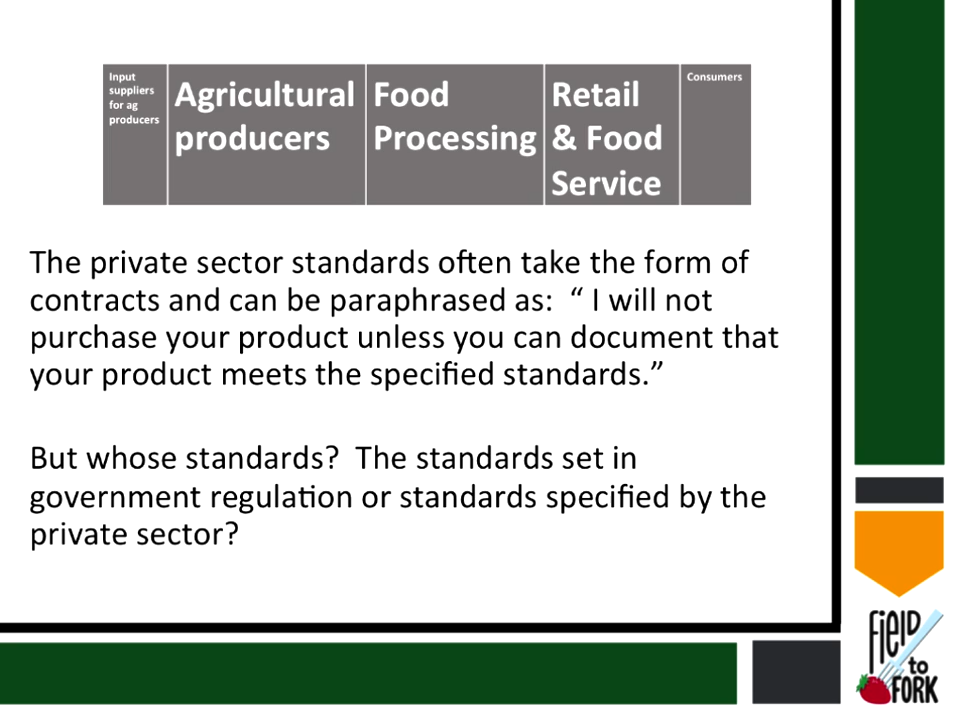 Input
suppliers
for ag
producers
Agricultural
producers
Food
Processing
Retail
& Food
Service
Consumers
The private sector standards often take the form of
contracts and can be paraphrased as:  “ I will not
purchase your product unless you can document that
your product meets the specified standards.”
But whose standards?  The standards set in
government regulation or standards specified by the
private sector?
FieLD
to
FORK